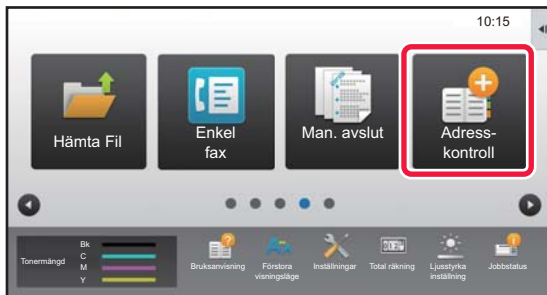 10:15
Hämta Fil
Enkel
fax
Man. avslut
Adress-
kontroll
Tonermängd
Bk
C
M
Y
Bruksanvisning
Förstora
visningsläge
Inställningar
Total räkning
Ljusstyrka
inställning
Jobbstatus